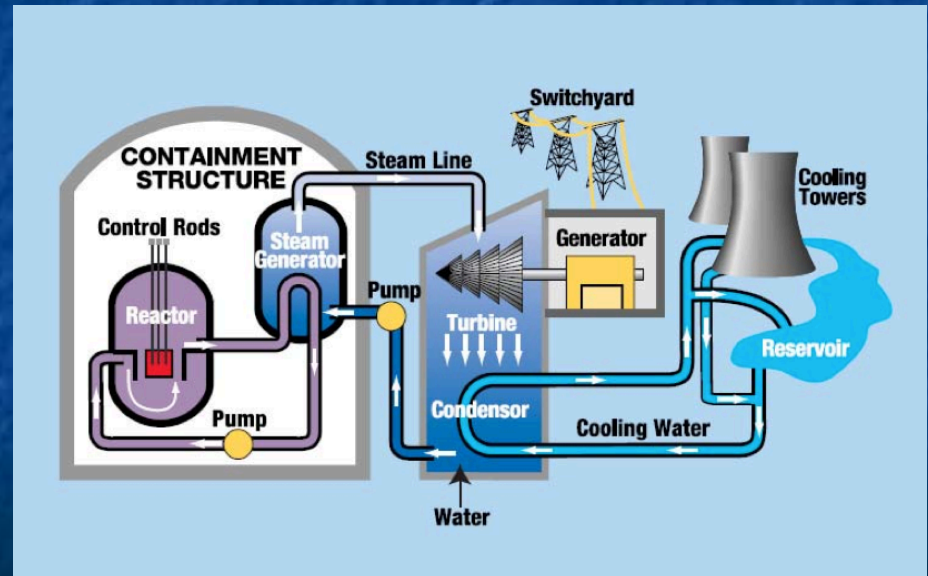 Switchyard
CONTAINMENT
STRUCTURE
Steam Line
Cooling
Towers
Control Rods
Steam
Generator
Generator
Pump
Reactor
Turbine
Reservoir
Condensor
Pump
Cooling Water
Water